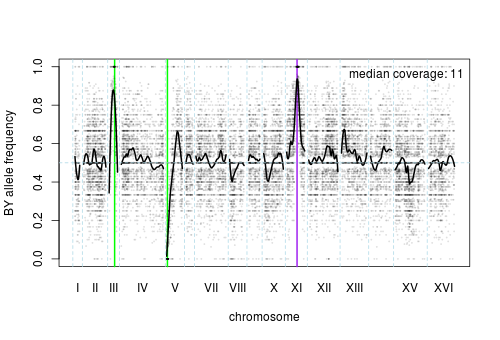 median coverage: 11
BY allele frequency
0.0 0.2 0.4 0.6 0.8 1.0
I II III IV V VII VIII X XI XII XIII XV XVI
chromosome